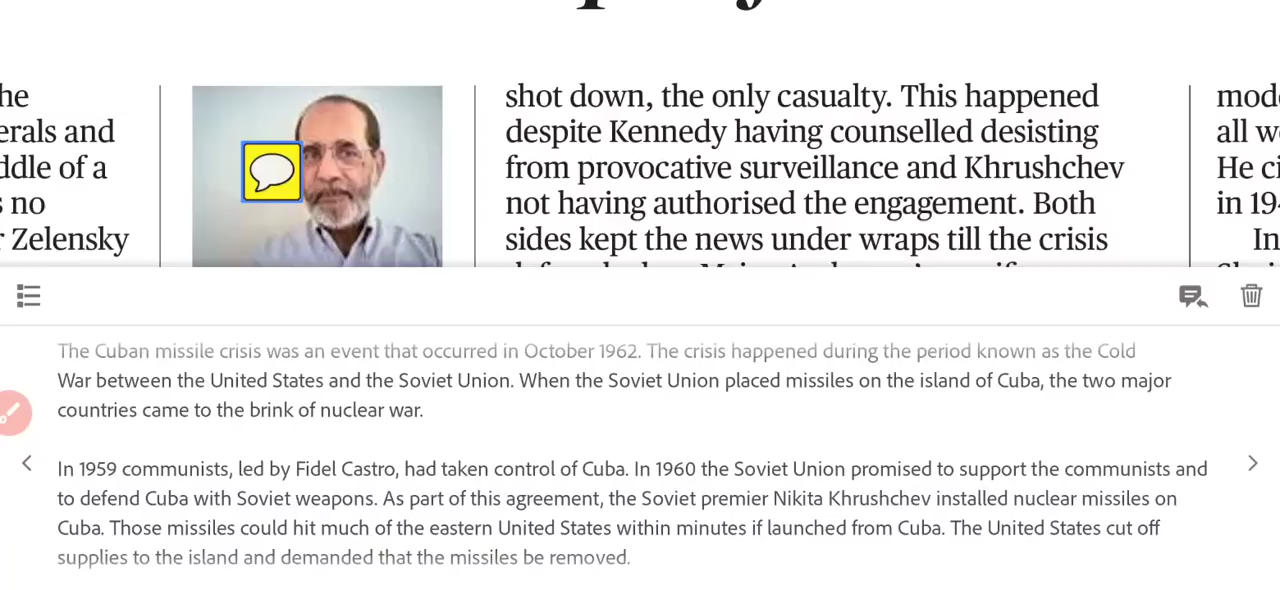 he
erals and
ddle of a
s no
r Zelensky
shot down, the only casualty. This happened
despite Kennedy having counselled desisting
from provocative surveillance and Khrushchev
not having authorised the engagement. Both
sides kept the news under wraps till the crisis
mod
all w
He ci
in 19
In
The Cuban missile crisis was an event that occurred in October 1962. The crisis happened during the period known as the Cold
War between the United States and the Soviet Union. When the Soviet Union placed missiles on the island of Cuba, the two major
countries came to the brink of nuclear war.
In 1959 communists, led by Fidel Castro, had taken control of Cuba. In 1960 the Soviet Union promised to support the communists and
to defend Cuba with Soviet weapons. As part of this agreement, the Soviet premier Nikita Khrushchev installed nuclear missiles on
Cuba. Those missiles could hit much of the eastern United States within minutes if launched from Cuba. The United States cut off
supplies to the island and demanded that the missiles be removed.